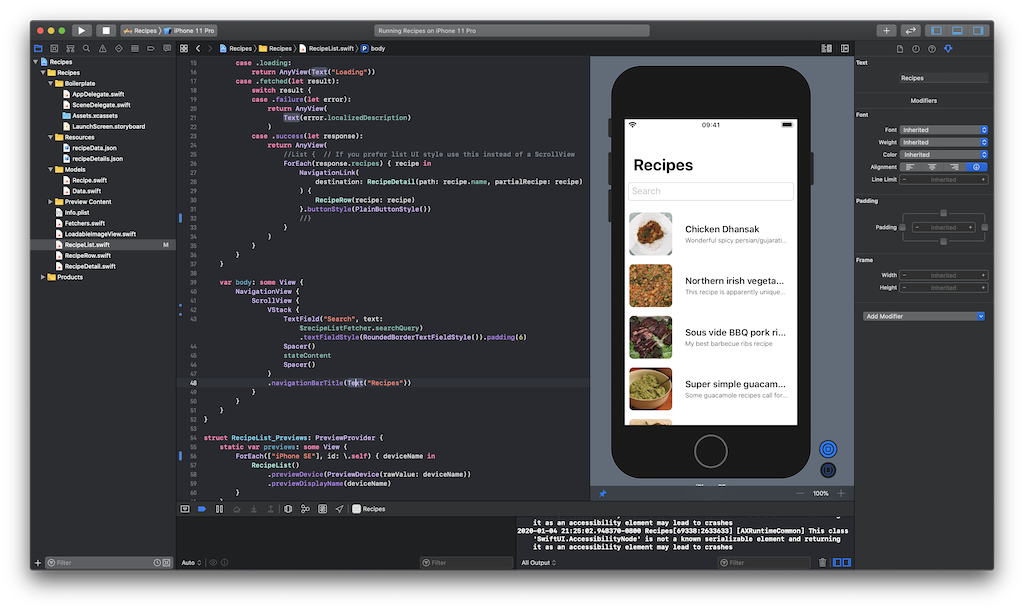 Recipes
iPhone 11 Pro
Running Recipes on iPhone 11 Pro
Recipes
Recipes
RecipeList.swift
body
Recipes
Recipes
Boilerplate
AppDelegate.swift
SceneDelegate.swift
Assets.xcassets
LaunchScreen.storyboard
Resources
recipeData.json
recipeDetails.json
Models
Recipe.swift
Data.swift
Preview Content
Info.plist
Fetchers.swift
LoadableImageView.swift
RecipeList.swift M
RecipeRow.swift
RecipeDetail.swift
Products
Filter
15 case .loading:
16 return AnyView(Text("Loading"))
17 case .fetched(let result):
18 switch result {
19 case .failure(let error):
20 return AnyView(
21 Text(error.localizedDescription)
22 )
23 case .success(let response):
24 return AnyView(
25 //List { // If you prefer list UI style use this instead of a ScrollView
26 ForEach(response.recipes) { recipe in
27 NavigationLink(
28 destination: RecipeDetail(path: recipe.name, partialRecipe: recipe)
29 ) {
30 RecipeRow(recipe: recipe)
31 }.buttonStyle(PlainButtonStyle())
32 //}
33 }
34 )
35 }
36 }
37 }
38
39 var body: some View {
40 NavigationView {
41 ScrollView {
42 VStack {
43 TextField("Search", text:
$recipeListFetcher.searchQuery)
.textFieldStyle(RoundedBorderTextFieldStyle()).padding(6)
44 Spacer()
45 stateContent
46 Spacer()
47 }
48 .navigationBarTitle(Text("Recipes"))
49 }
50 }
51 }
52 }
53
54 struct RecipeList_Previews: PreviewProvider {
55 static var previews: some View {
56 ForEach(["iPhone SE"], id: \.self) { deviceName in
57 RecipeList()
58 .previewDevice(PreviewDevice(rawValue: deviceName))
59 .previewDisplayName(deviceName)
60 }
61 }
09:41
Recipes
Search
Chicken Dhansak
Wonderful spicy persian/gujarati...
Northern irish vegeta...
This recipe is apparently unique...
Sous vide BBQ pork ri...
My best barbecue ribs recipe
Super simple guacam...
Some guacamole recipes call for...
100%
Text
Recipes
Modifiers
Font
Font Inherited
Weight Inherited
Color Inherited
Alignment
Line Limit Inherited
Padding
Padding Inherited
Frame
Width Inherited
Height Inherited
Add Modifier
Recipes
Auto
Filter
it as an accessibility element may lead to crashes
2020-01-04 21:25:02.948370-0800 Recipes[69338:2633633] [AXRuntimeCommon] This class
'SwiftUI.AccessibilityNode' is not a known serializable element and returning
it as an accessibility element may lead to crashes
All Output
Filter